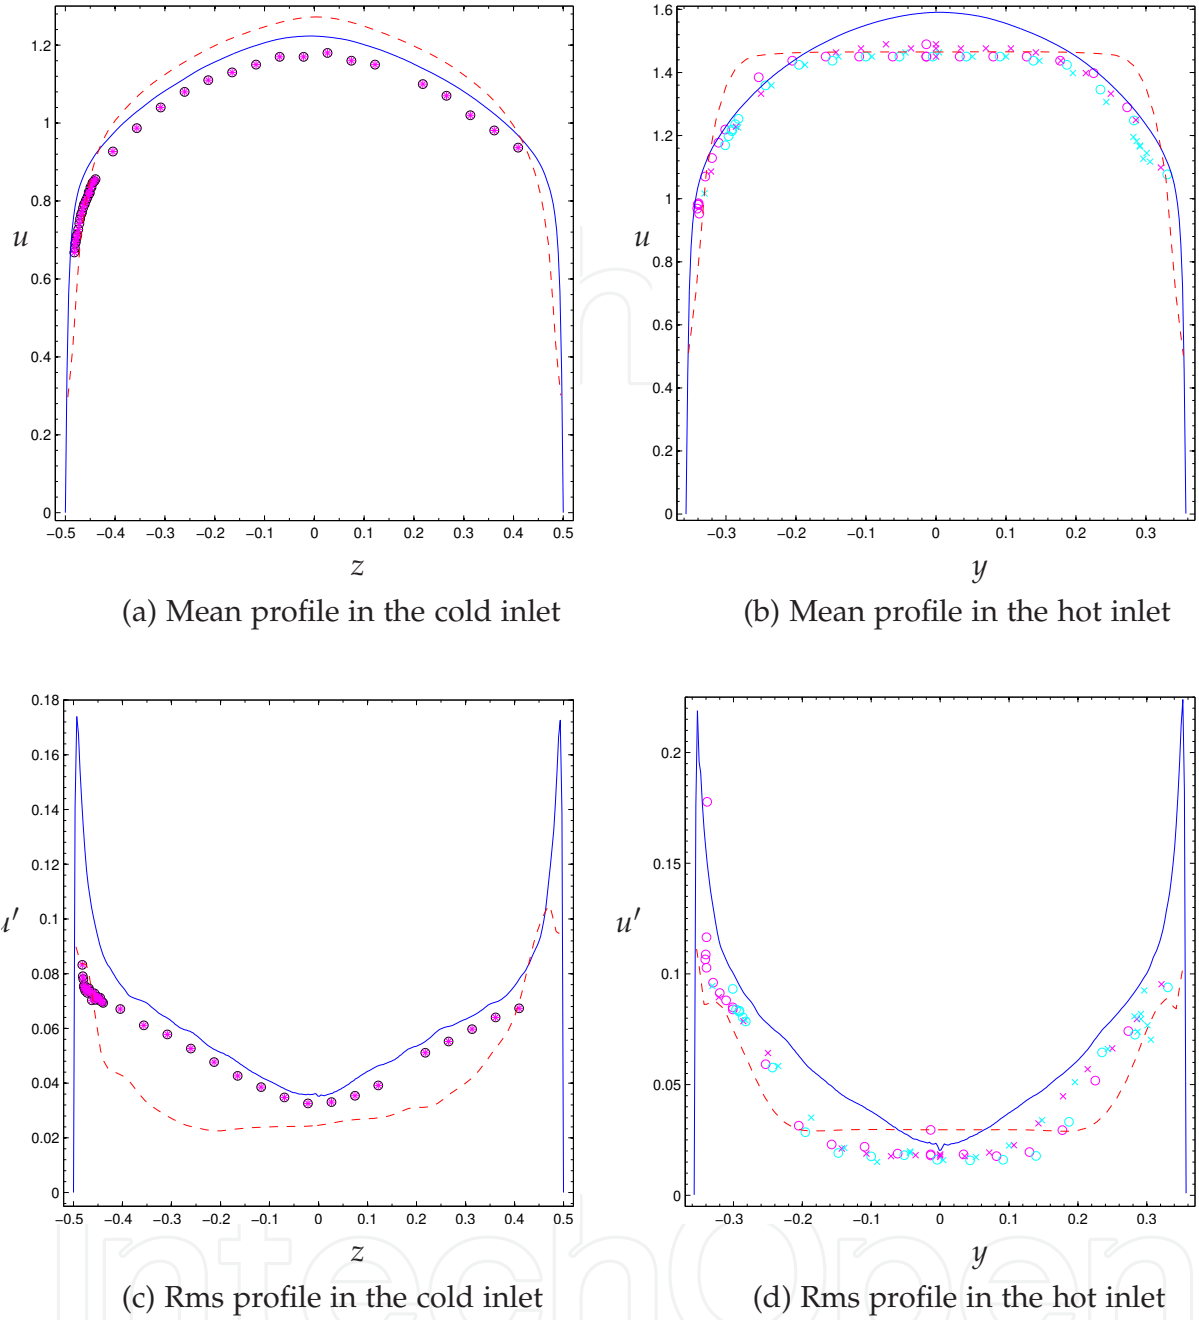 1.2
1
0.8
u
0.6
0.4
0.2
0
−0.5 −0.4 −0.3 −0.2 −0.1 0 0.1 0.2 0.3 0.4 0.5
z
(a) Mean profile in the cold inlet
1.6
1.4
1.2
1
u
1.6
0.6
0.4
0.2
0
−0.3 −0.2 −0.1 0 0.1 0.2 0.3
y
(b) Mean profile in the hot inlet
0.18
0.16
0.14
0.12
0.1
u′
0.08
0.06
0.04
0.02
0
−0.5 −0.4 −0.3 −0.2 −0.1 0 0.1 0.2 0.3 0.4 0.5
z
(c) Rms profile in the cold inlet
0.2
0.15
u′
0.1
0.05
0
−0.3 −0.2 −0.1 0 0.1 0.2 0.3
y
(d) Rms profile in the hot inlet
IntechOpen